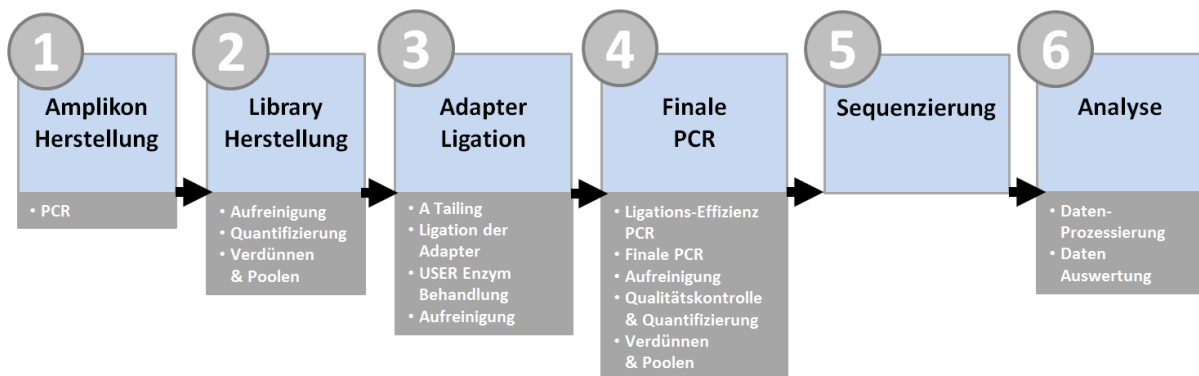 1
Amplikon
Herstellung
• PCR
2
Library
Herstellung
• Aufreinigung
• Quantifizierung
• Verdünnen
& Poolen
3
Adapter
Ligation
• A Tailing
• Ligation der
Adapter
• USER Enzym
Behandlung
• Aufreinigung
4
Finale
PCR
• Ligations-Effizienz
PCR
• Finale PCR
• Aufreinigung
• Qualitätskontrolle
& Quantifizierung
• Verdünnen
& Poolen
5
Sequenzierung
6
Analyse
• Daten-
Prozessierung
• Daten
Auswertung